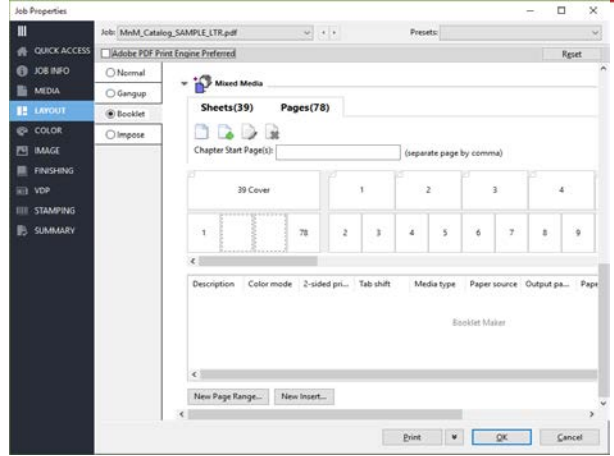 Job Properties
Job: MnM_Catalog_SAMPLE_LTR.pdf Presets:
Adobe PDF Print Engine Preferred Reset
QUICK ACCESS
JOB INFO
MEDIA
LAYOUT
COLOR
IMAGE
FINISHING
VDP
STAMPING
SUMMARY
Normal
Gangup
Booklet
Impose
Mixed Media
Sheets(39) Pages(78)
Chapter Start Page(s): (separate page by comma)
39 Cover 1 2 3 4
1 78 2 3 4 5 6 7 8 9
Description Color mode 2-sided pri... Tab shift Media type Paper source Output pa... Pape
Booklet Maker
New Page Range... New Insert...
Print OK Cancel